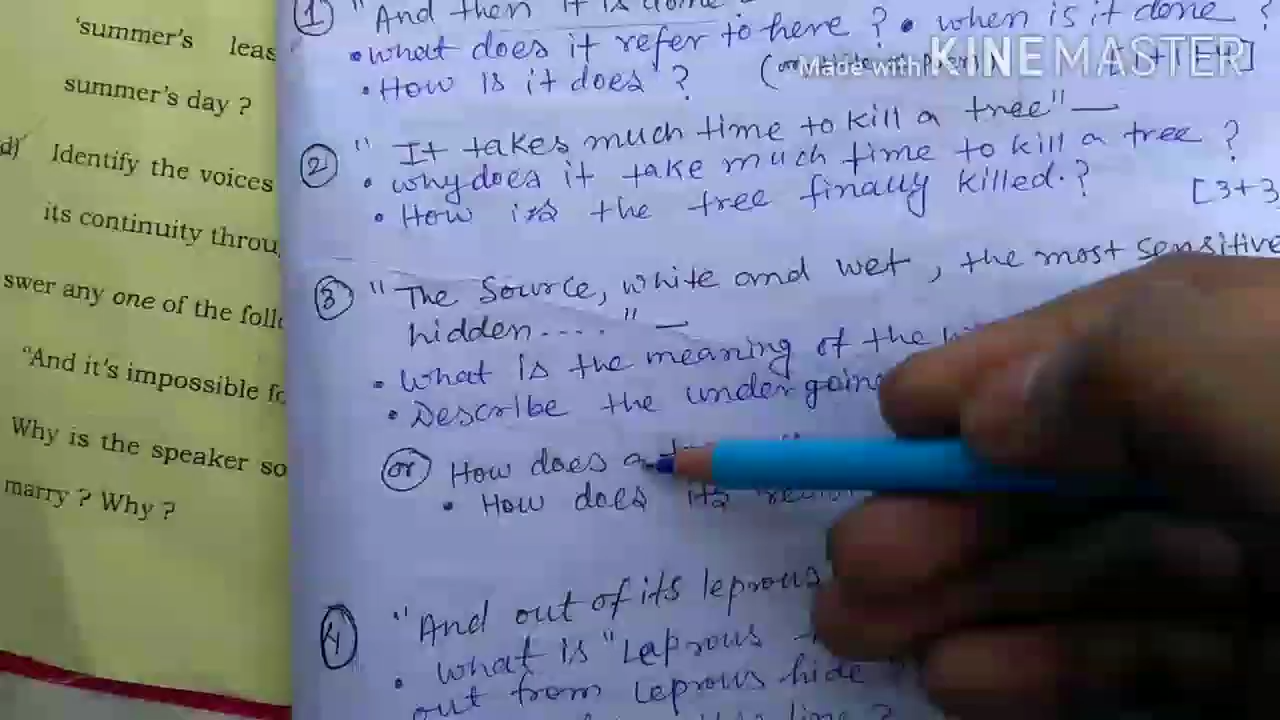 'summer's leas
summer's day ?
d) Identify the voices
its continuity throu
swer any one of the foll
"And it's impossible fo
Why is the speaker so
marry ? Why ?
① "And then it is done
• what does it refer to here ? • when is it done ?
• How is it does ?
Made with KINEMASTER
② "It takes much time to kill a tree" —
• why does it take much time to kill a tree ?
• How is the tree finally killed. ?
[3+3
③ "The Source, white and wet, the most sensitive
hidden...." —
• What is the meaning of the
• Describe the undergoing
or How does a
• How does its
④ "And out of its leprous
• What is "Leprous
out from Leprous hide"
line ?